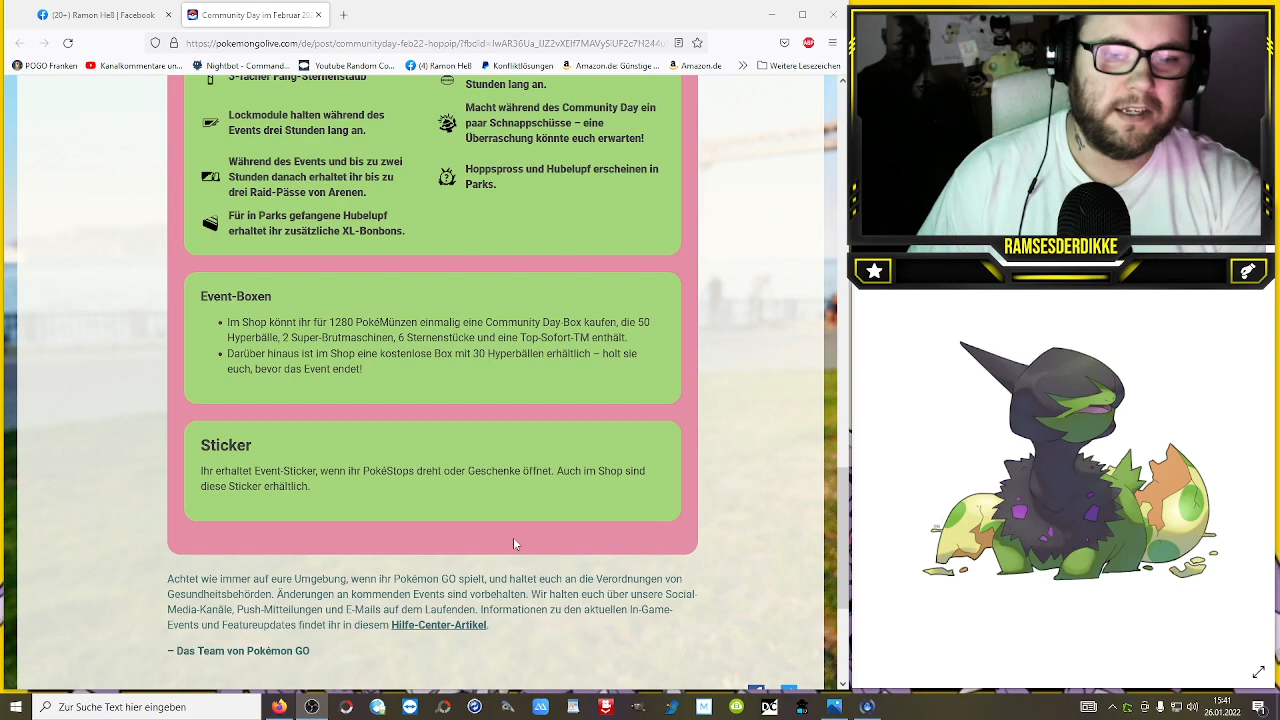 (20+) Ramon Heß | Facebook
Community-Day im Februar 202
https://pokemongolive.com/post/community-day-feb22-hoppip/?fbclid=IwAR36Ua_
POGO Franken
Kanalkommentare u...
Nightbot - Command...
Youtube Livestream Co...
(4) Ramon Heß
Konfliktlösungen
Amazon.de: Günstige ...
Amazon.de
Weitere Lesezeichen
3-facher Fang-Sternenstaub
Stunden lang an.
Lockmodule halten während des
Events drei Stunden lang an.
Macht während des Community Day ein
paar Schnappschüsse – eine
Überraschung könnte euch erwarten!
Während des Events und bis zu zwei
Stunden danach erhaltet ihr bis zu
drei Raid-Pässe von Arenen.
Hoppspross und Hubelupf erscheinen in
Parks.
Für in Parks gefangene Hubelupf
erhaltet ihr zusätzliche XL-Bonbons.
Event-Boxen
Im Shop könnt ihr für 1280 PokéMünzen einmalig eine Community Day-Box kaufen, die 50
Hyperbälle, 2 Super-Brutmaschinen, 6 Sternenstücke und eine Top-Sofort-TM enthält.
Darüber hinaus ist im Shop eine kostenlose Box mit 30 Hyperbällen erhältlich – holt sie
euch, bevor das Event endet!
Sticker
Ihr erhaltet Event-Sticker, wenn ihr PokéStops dreht oder Geschenke öffnet. Auch im Shop sind
diese Sticker erhältlich.
Achtet wie immer auf eure Umgebung, wenn ihr Pokémon GO spielt, und haltet euch an die Verordnungen von
Gesundheitsbehörden. Änderungen an kommenden Events sind vorbehalten. Wir halten euch über unsere Social-
Media-Kanäle, Push-Mitteilungen und E-Mails auf dem Laufenden. Informationen zu den aktuellen In-Game-
Events und Featureupdates findet ihr in diesem Hilfe-Center-Artikel.
– Das Team von Pokémon GO
RAMSESDERDIKKE
Zur Suche Text hier eingeben
15:41
26.01.2022